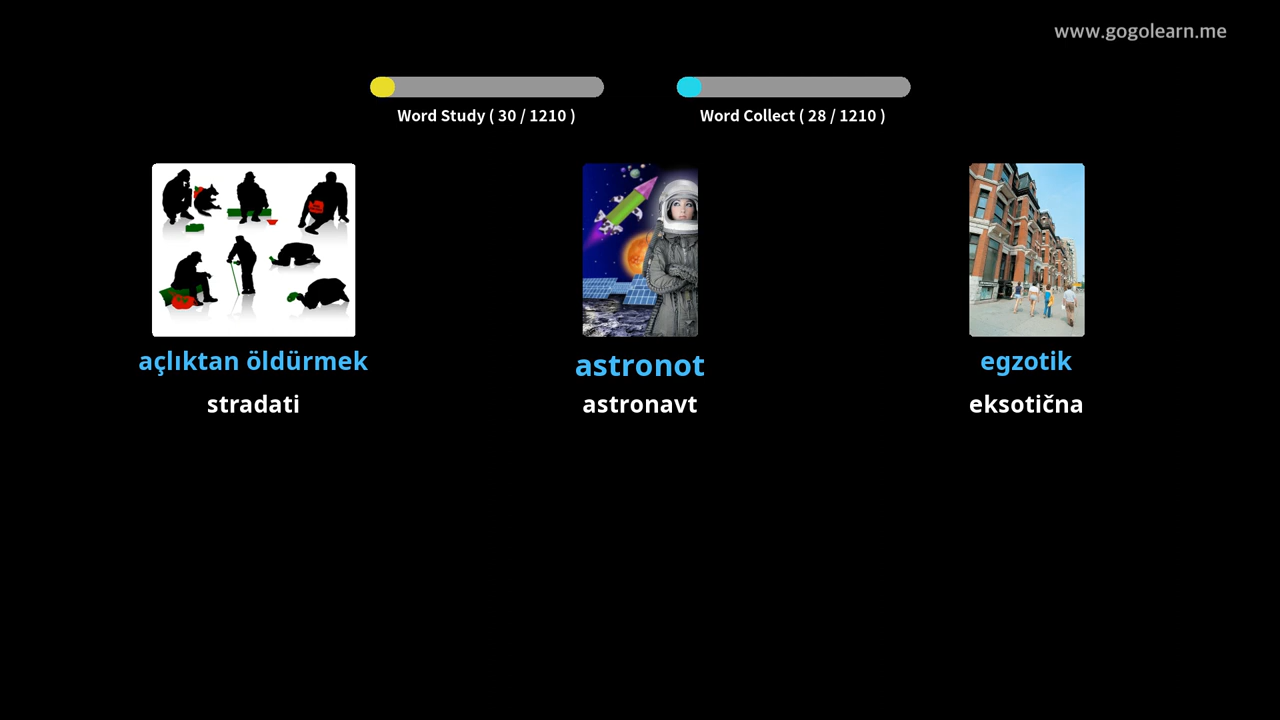 www.gogolearn.me
Word Study ( 30 / 1210 )
Word Collect ( 28 / 1210 )
açlıktan öldürmek
astronot
egzotik
stradati
astronavt
eksotična